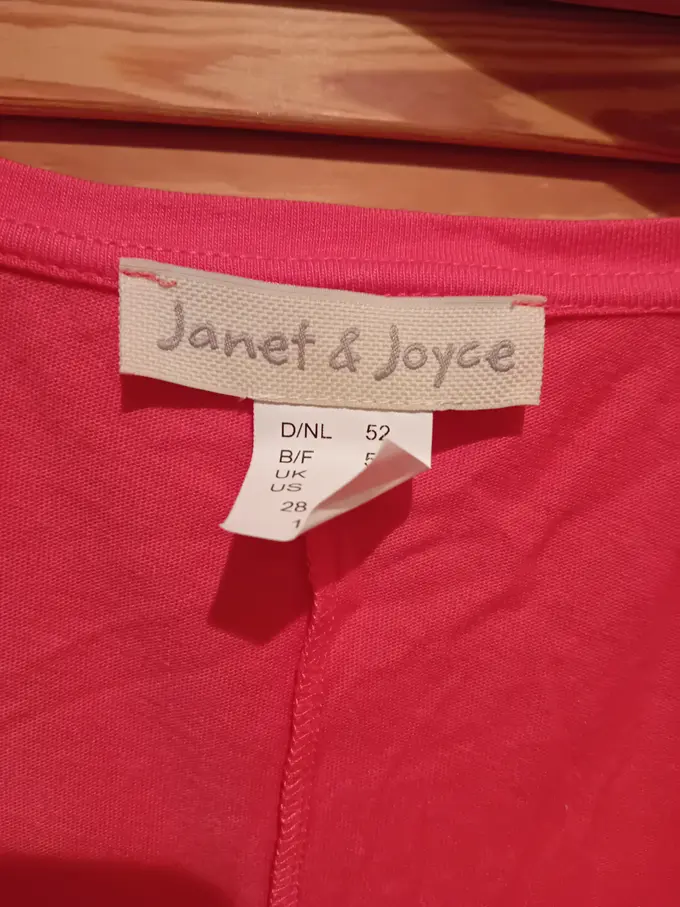 Janet & Joyce
D/NL 52
B/F 5
UK
US
28
1